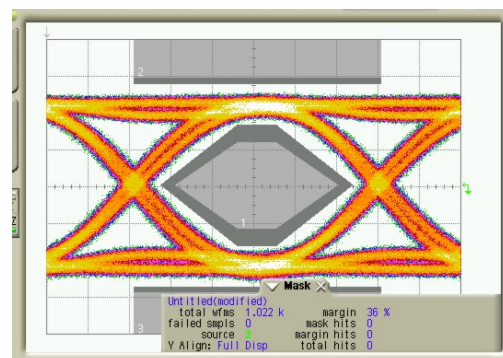 2
1
Mask
Untitled(modified)
total wfms 1.022 k margin 36 %
failed smpls 0 mask hits 0
source 2 margin hits 0
Y Align: Full Disp total hits 0
3